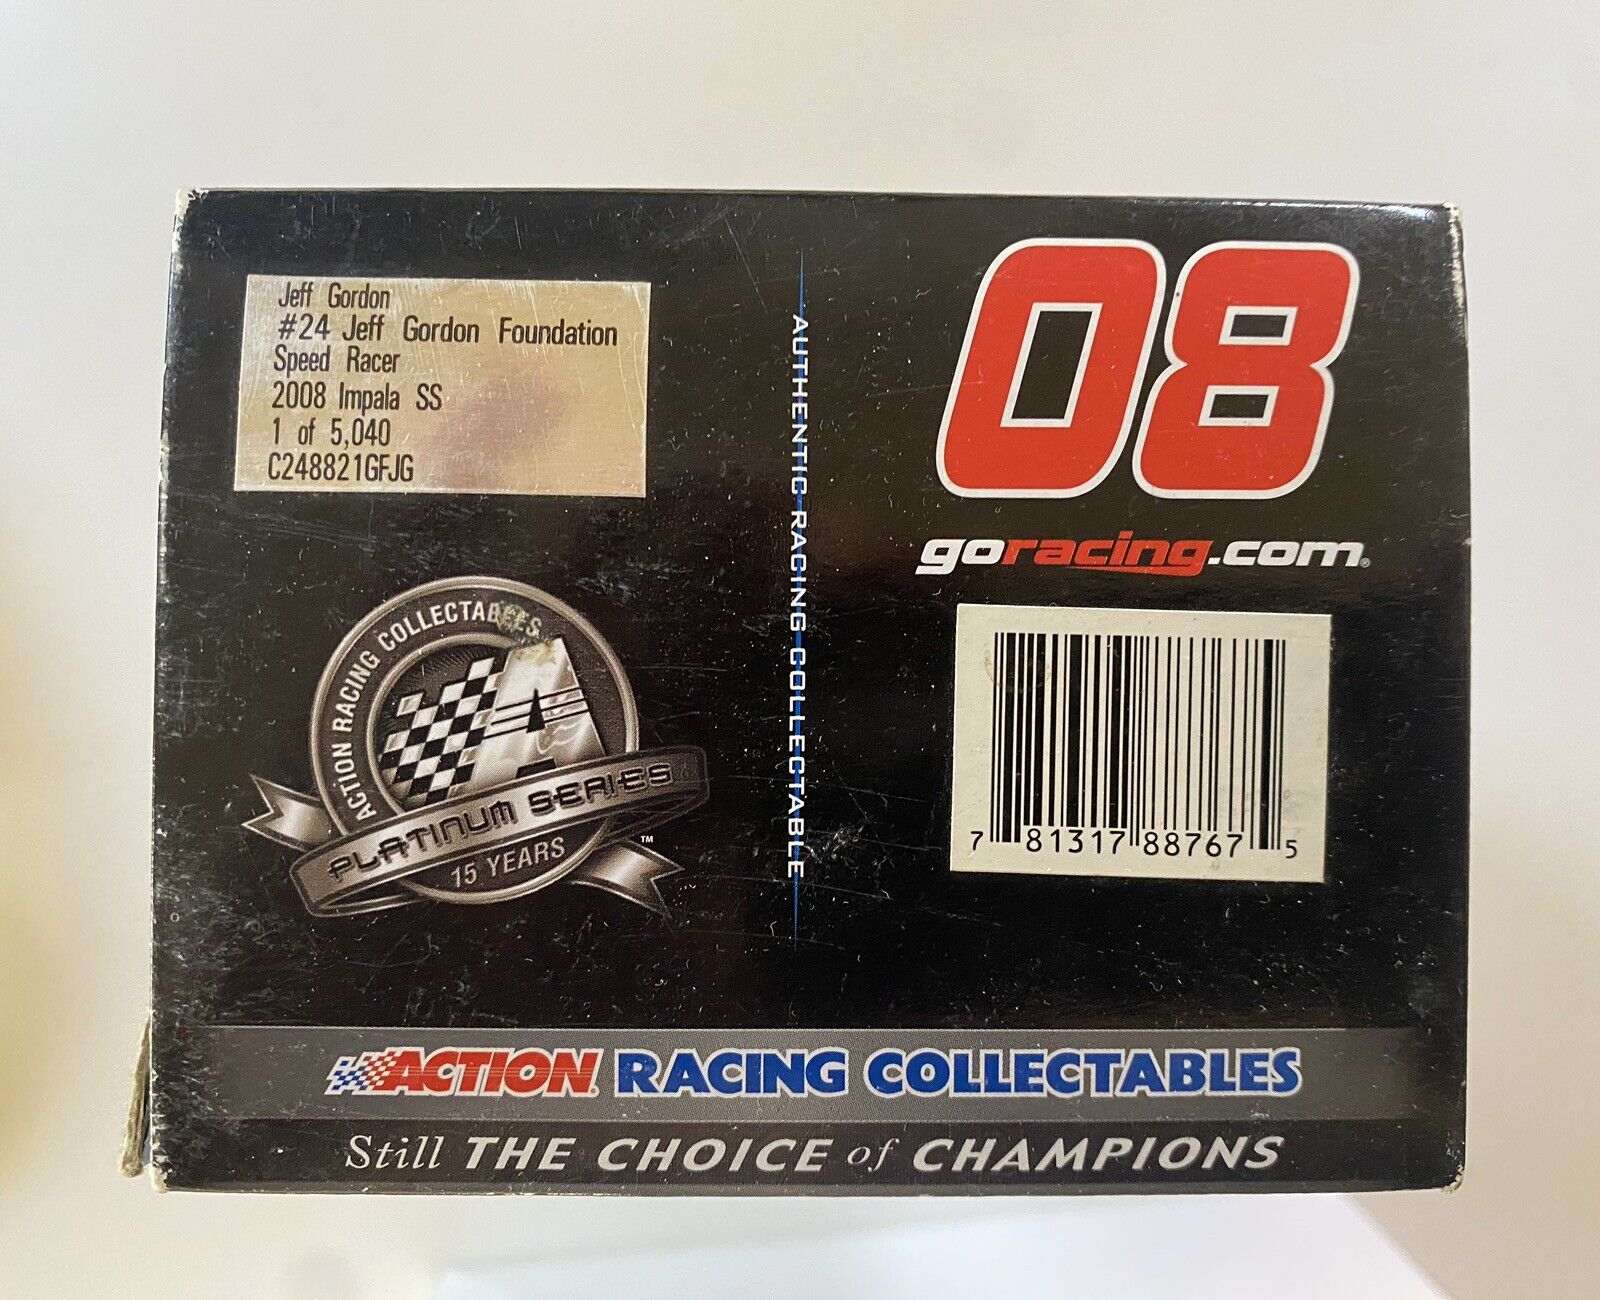 Jeff Gordon
#24 Jeff Gordon Foundation
Speed Racer
2008 Impala SS
1 of 5,040
C248821GFJG
ACTION RACING COLLECTABLES
A
PLATINUM SERIES
15 YEARS
TM
AUTHENTIC RACING COLLECTABLE
08
goracing.com®
7 81317 88767 5
ACTION RACING COLLECTABLES
Still THE CHOICE of CHAMPIONS